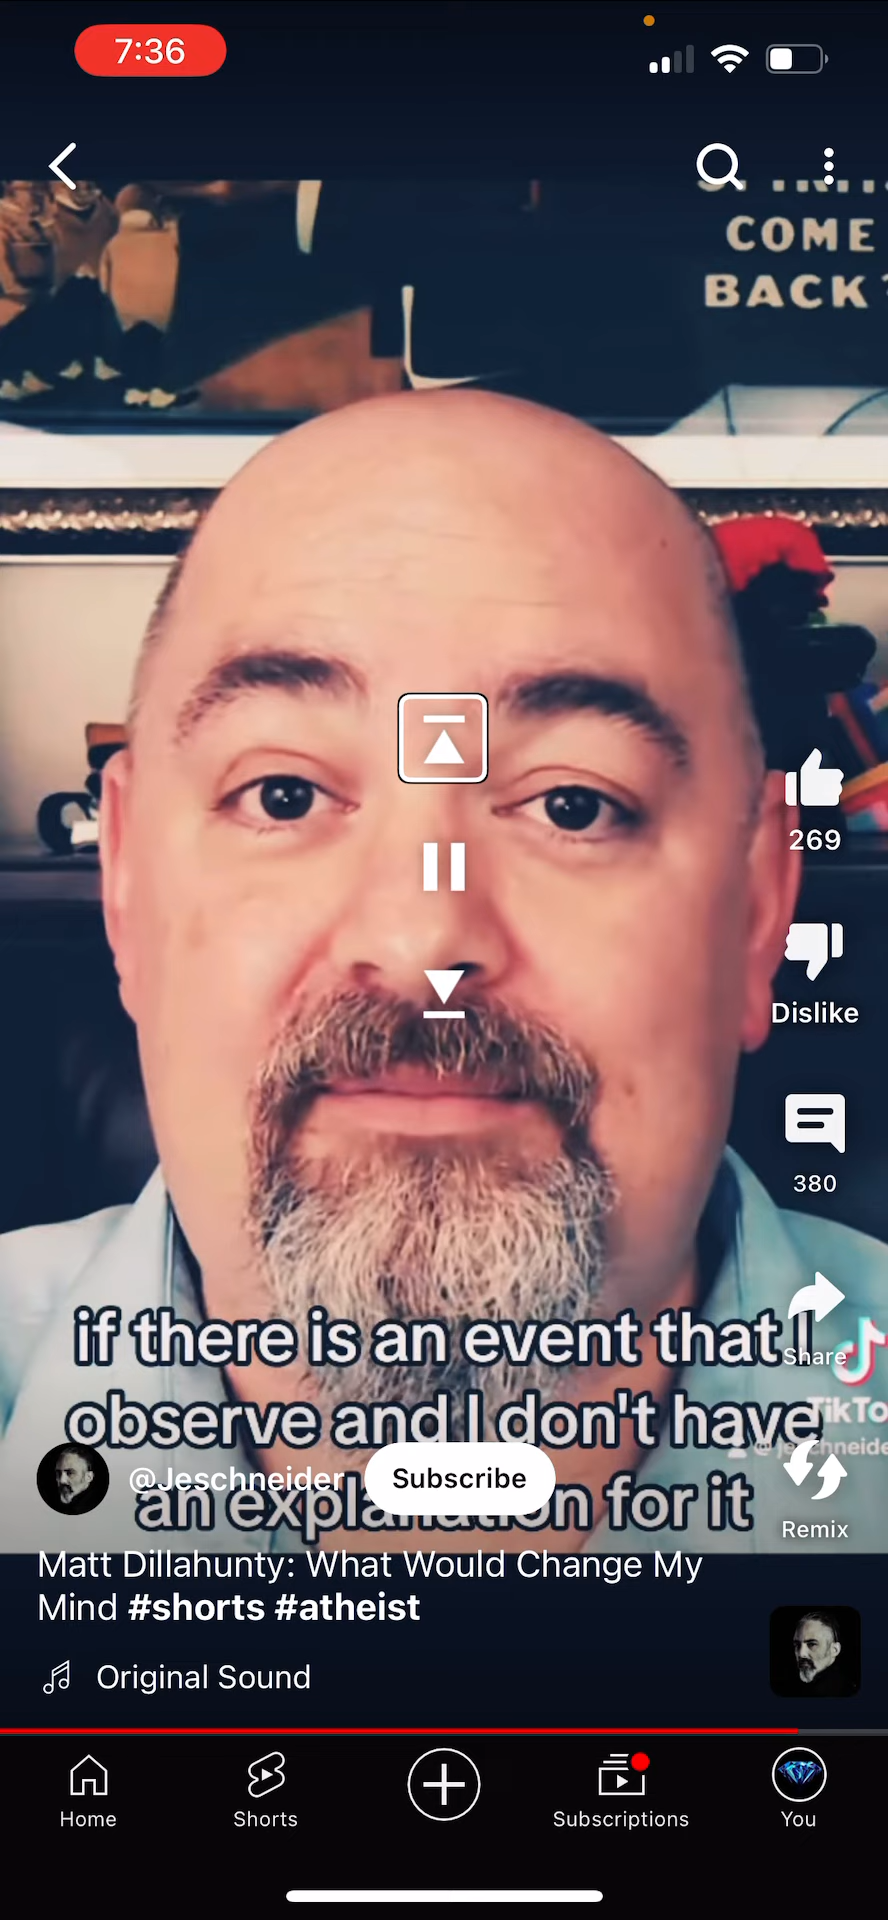 7:36
COME
BACK?
269
Dislike
380
if there is an event that I
Share
observe and I don't have
TikTo
@Jeschneider
Subscribe
an expla n for it
Remix
Matt Dillahunty: What Would Change My
Mind #shorts #atheist
Original Sound
Home
Shorts
Subscriptions
You